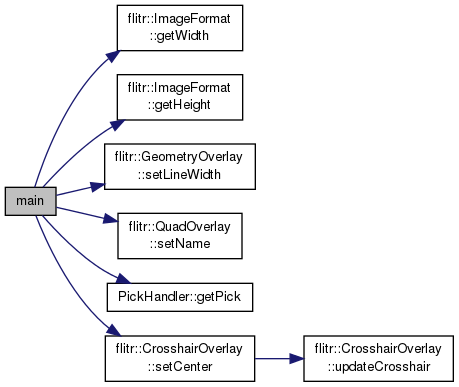 flitr::ImageFormat
::getWidth
flitr::ImageFormat
::getHeight
flitr::GeometryOverlay
::setLineWidth
main
flitr::QuadOverlay
::setName
PickHandler::getPick
flitr::CrosshairOverlay
::setCenter
flitr::CrosshairOverlay
::updateCrosshair